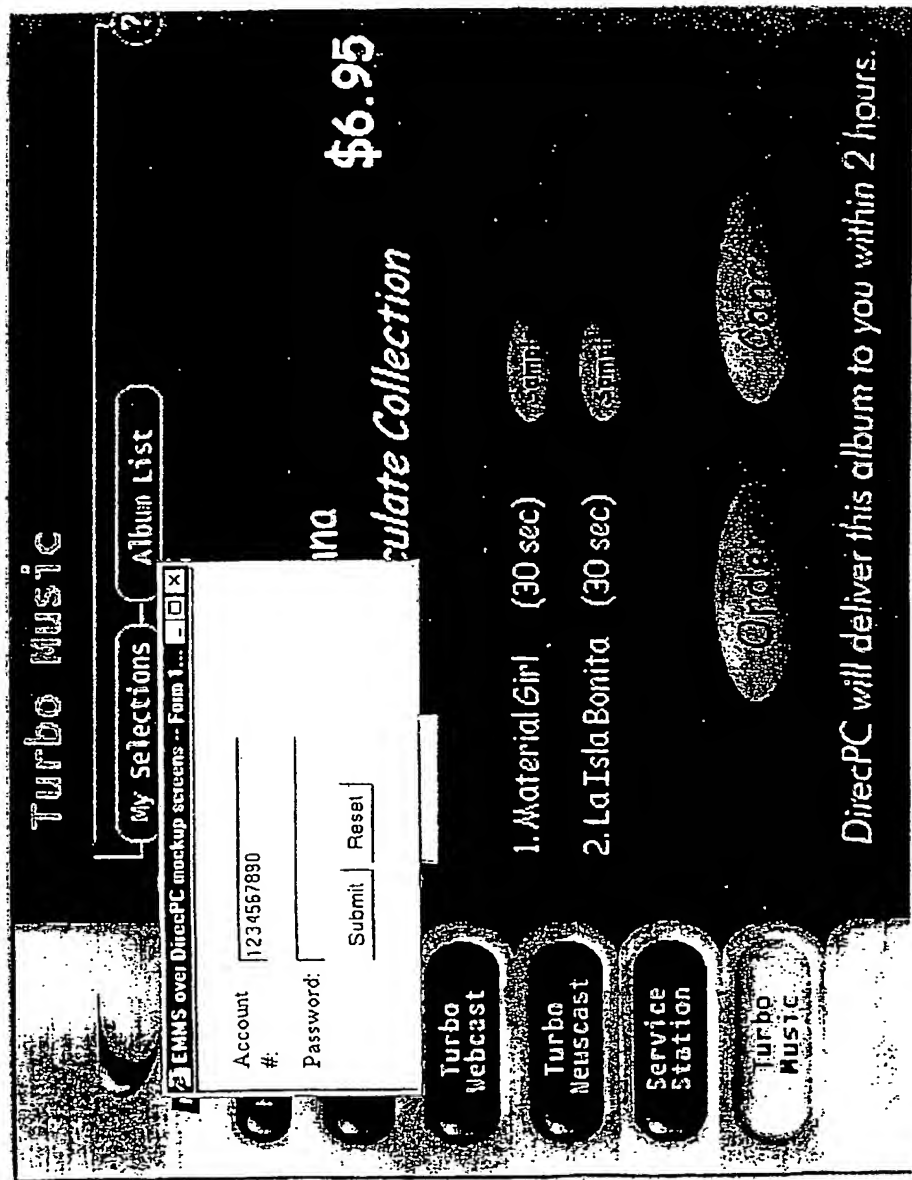 Turbo Music
?
My Selections
Album List
EMMS over DirecPC mockup screens -- Form 1...
Account
#:
1234567890
Password:
Submit
Reset
$6.95
Turbo
Webcast
Turbo
Newscast
Service
Station
Turbo
Music
1. Material Girl (30 sec)
2. La Isla Bonita (30 sec)
DirecPC will deliver this album to you within 2 hours.